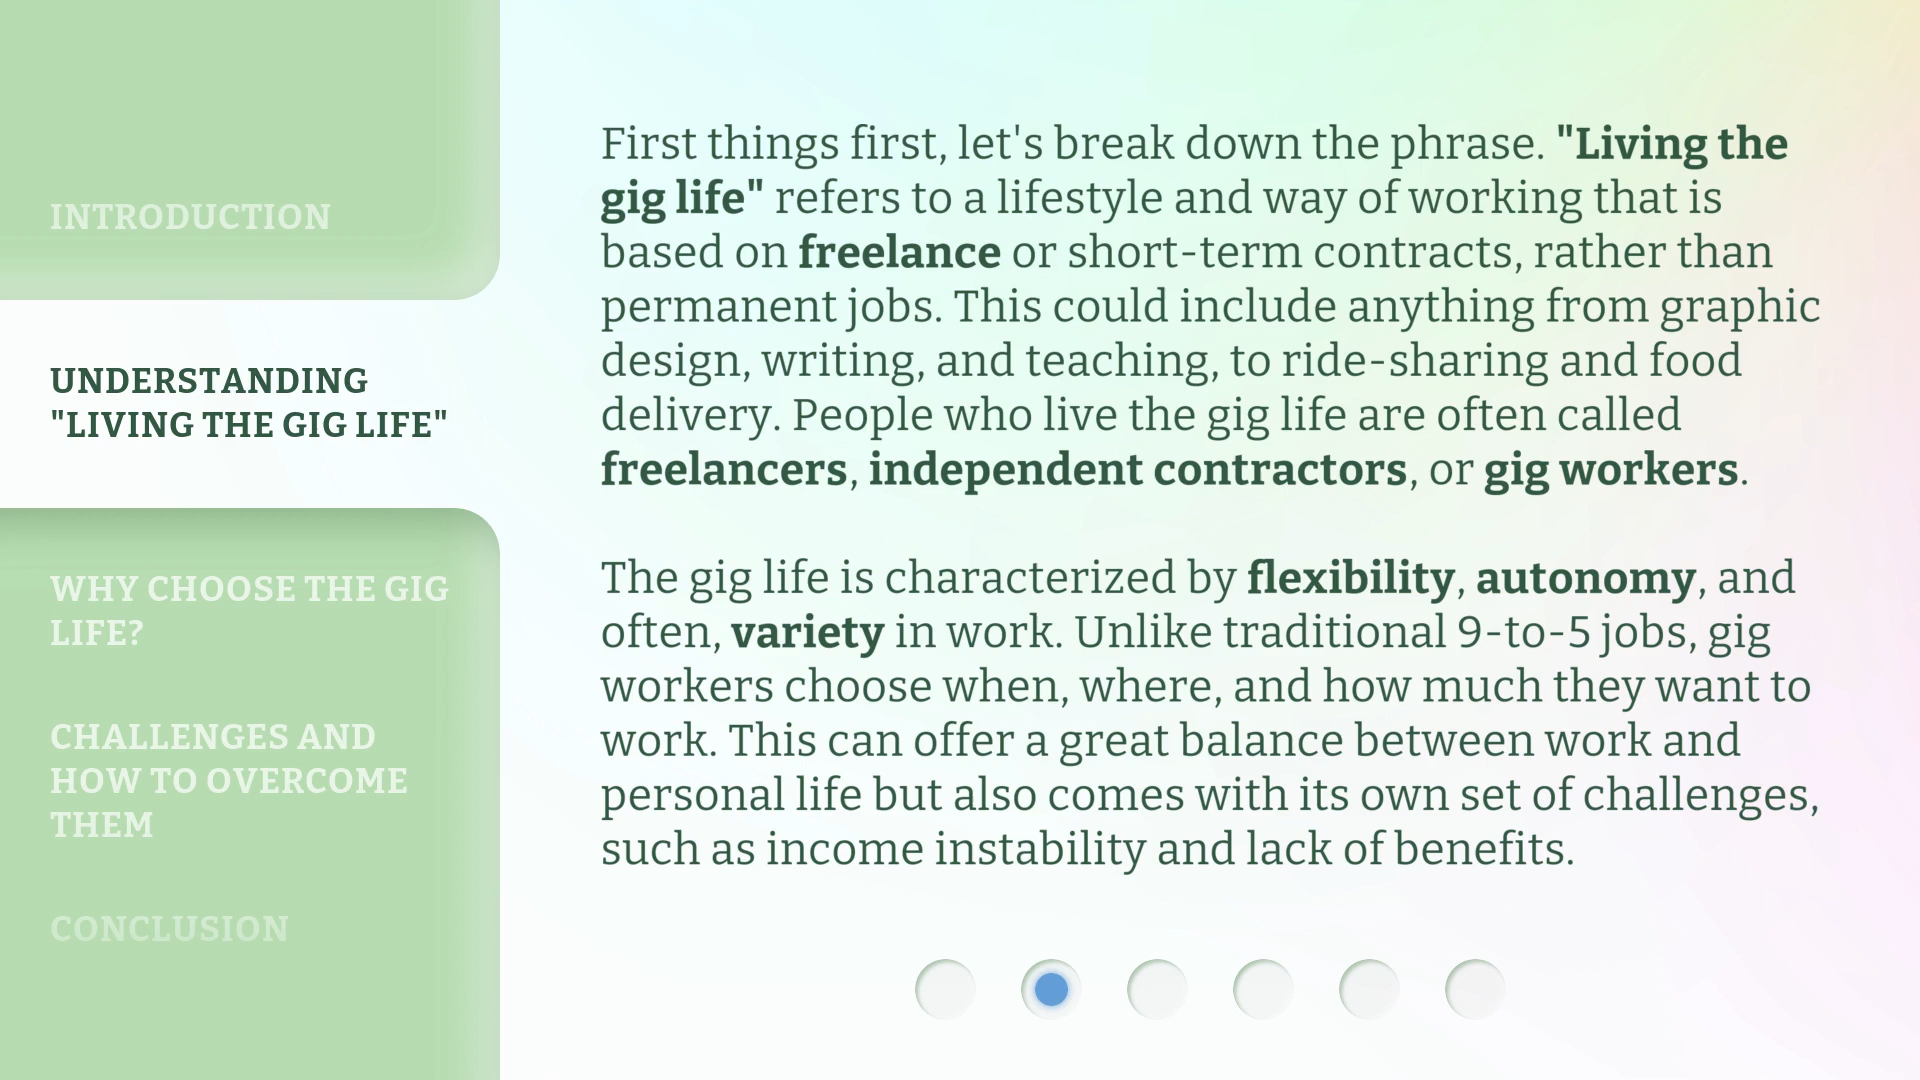 INTRODUCTION
UNDERSTANDING
"LIVING THE GIG LIFE"
WHY CHOOSE THE GIG
LIFE?
CHALLENGES AND
HOW TO OVERCOME
THEM
CONCLUSION
First things first, let's break down the phrase. "Living the
gig life" refers to a lifestyle and way of working that is
based on freelance or short-term contracts, rather than
permanent jobs. This could include anything from graphic
design, writing, and teaching, to ride-sharing and food
delivery. People who live the gig life are often called
freelancers, independent contractors, or gig workers.
The gig life is characterized by flexibility, autonomy, and
often, variety in work. Unlike traditional 9-to-5 jobs, gig
workers choose when, where, and how much they want to
work. This can offer a great balance between work and
personal life but also comes with its own set of challenges,
such as income instability and lack of benefits.